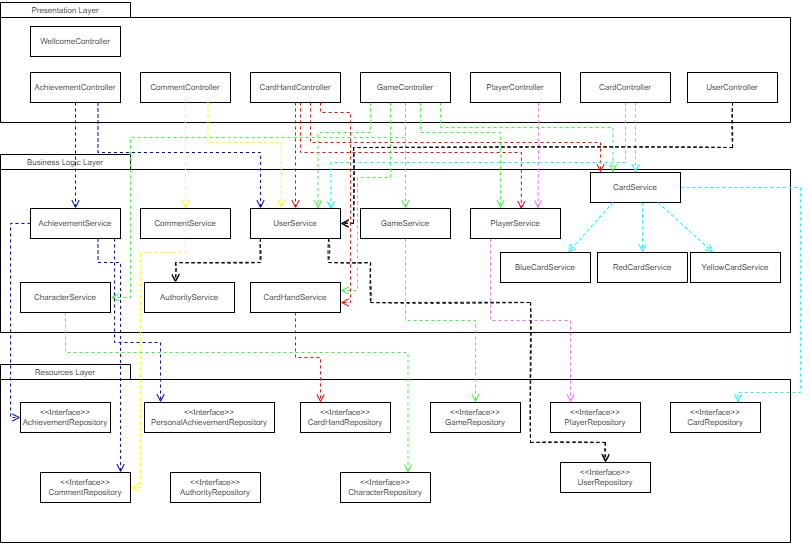 Presentation Layer
WellcomeController
AchievementController
CommentController
CardHandController
GameController
PlayerController
CardController
UserController
Business Logic Layer
CardService
AchievementService
CommentService
UserService
GameService
PlayerService
BlueCardService
RedCardService
YellowCardService
CharacterService
AuthorityService
CardHandService
Resources Layer
<<Interface>>
AchievementRepository
<<Interface>>
PersonalAchievementRepository
<<Interface>>
CardHandRepository
<<Interface>>
GameRepository
<<Interface>>
PlayerRepository
<<Interface>>
CardRepository
<<Interface>>
CommentRepository
<<Interface>>
AuthorityRepository
<<Interface>>
CharacterRepository
<<Interface>>
UserRepository